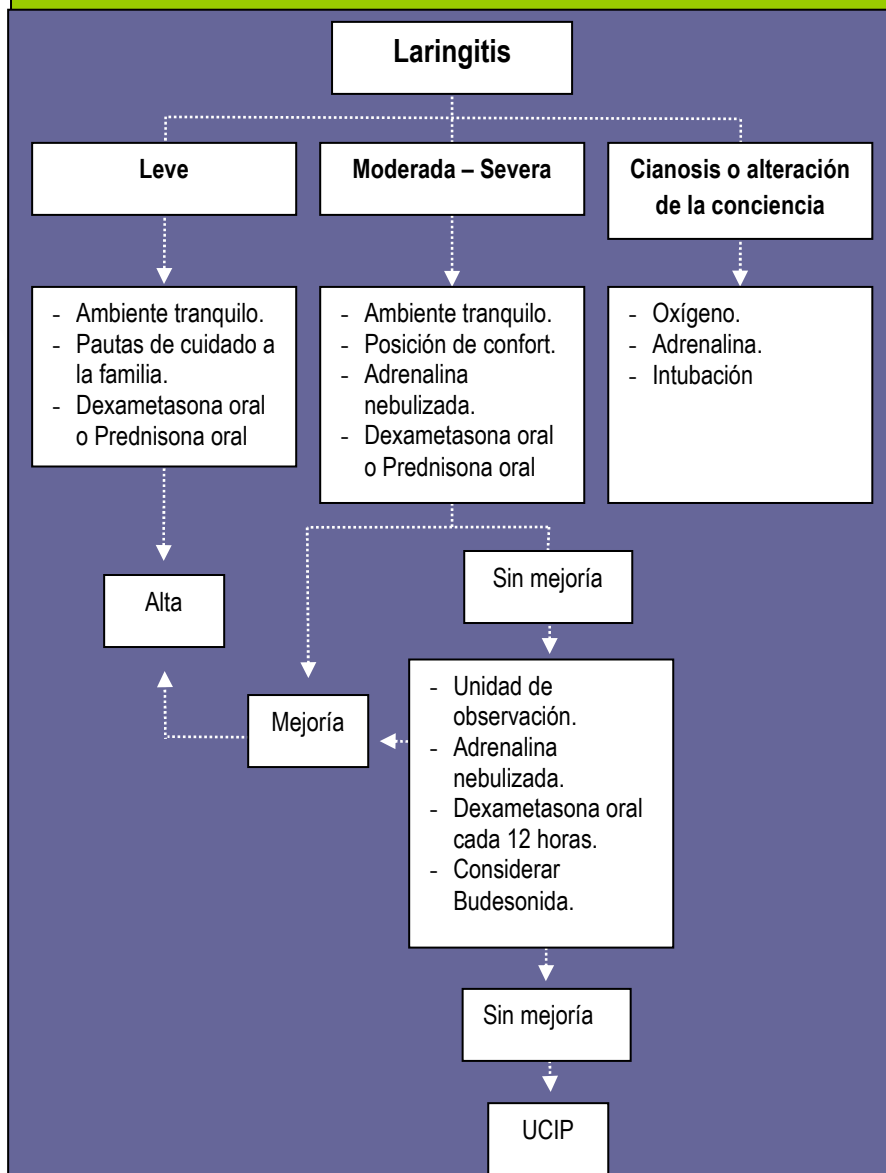 Laringitis
Leve
Moderada – Severa
Cianosis o alteración
de la conciencia
- Ambiente tranquilo.
- Pautas de cuidado a
la familia.
- Dexametasona oral
o Prednisona oral
- Ambiente tranquilo.
- Posición de confort.
- Adrenalina
nebulizada.
- Dexametasona oral
o Prednisona oral
- Oxígeno.
- Adrenalina.
- Intubación
Sin mejoría
Alta
Mejoría
- Unidad de
observación.
- Adrenalina
nebulizada.
- Dexametasona oral
cada 12 horas.
- Considerar
Budesonida.
Sin mejoría
UCIP